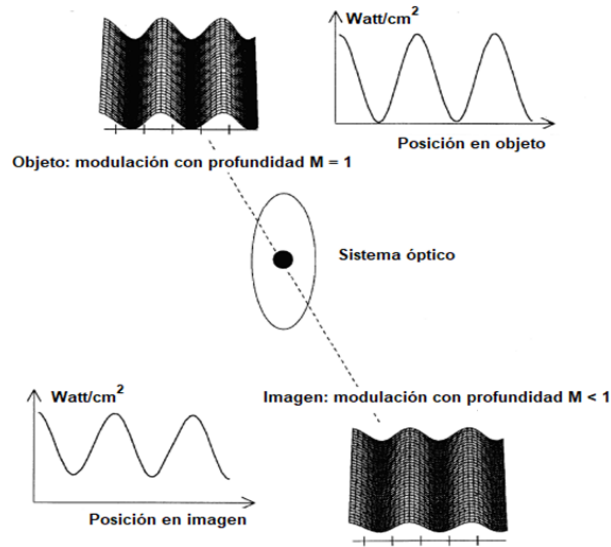 Watt/cm²
Posición en objeto
Objeto: modulación con profundidad M = 1
Sistema óptico
Watt/cm²
Imagen: modulación con profundidad M < 1
Posición en imagen